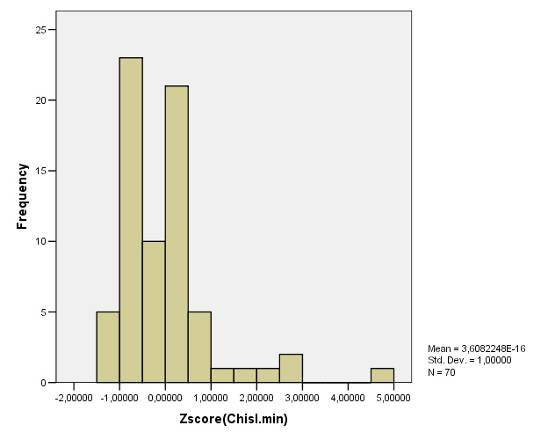 25
20
15
10
5
0
Frequency
-2,00000 -1,00000 0,00000 1,00000 2,00000 3,00000 4,00000 5,00000
Zscore(Chisl.min)
Mean = 3,6082248E-16
Std. Dev. = 1,00000
N = 70